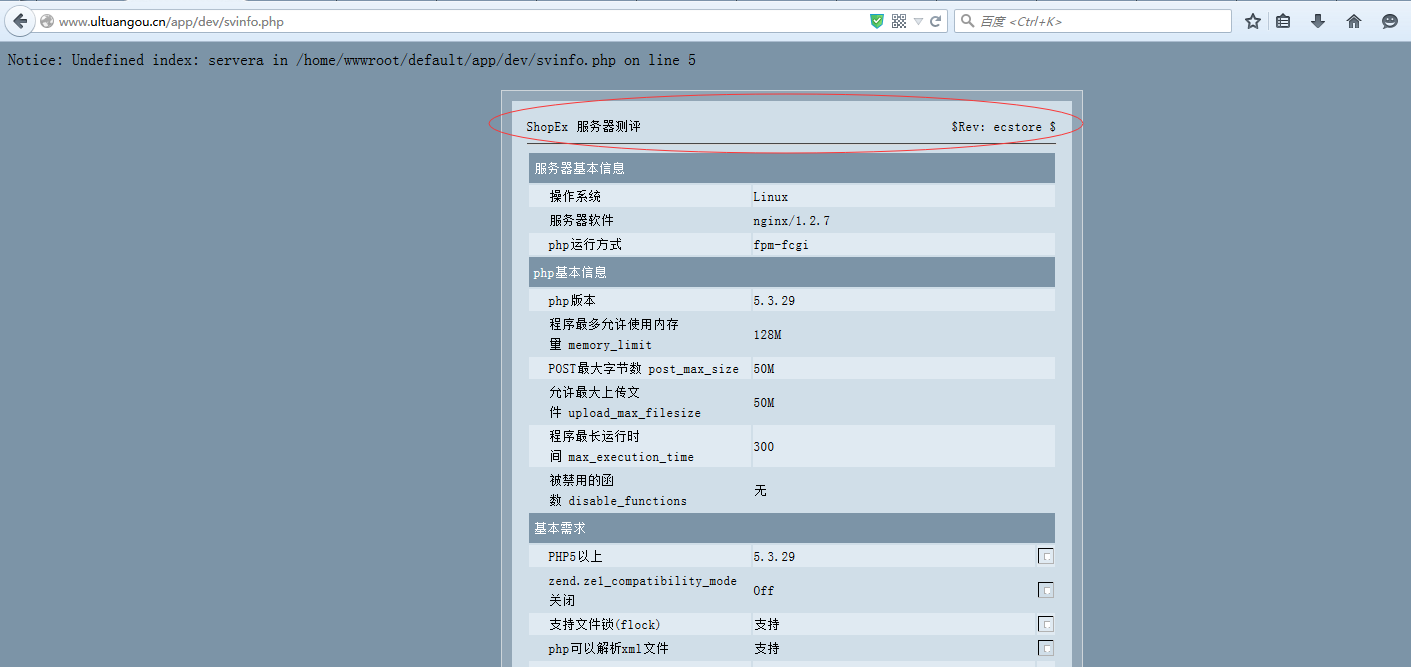 www.ultuangou.cn/app/dev/svinfo.php
百度 <Ctrl+K>
Notice: Undefined index: servera in /home/wwwroot/default/app/dev/svinfo.php on line 5
ShopEx 服务器测评 $Rev: ecstore $
服务器基本信息
操作系统 Linux
服务器软件 nginx/1.2.7
php运行方式 fpm-fcgi
php基本信息
php版本 5.3.29
程序最多允许使用内存
量 memory_limit 128M
POST最大字节数 post_max_size 50M
允许最大上传文
件 upload_max_filesize 50M
程序最长运行时
间 max_execution_time 300
被禁用的函
数 disable_functions 无
基本需求
PHP5以上 5.3.29
zend.ze1_compatibility_mode
关闭 Off
支持文件锁(flock) 支持
php可以解析xml文件 支持